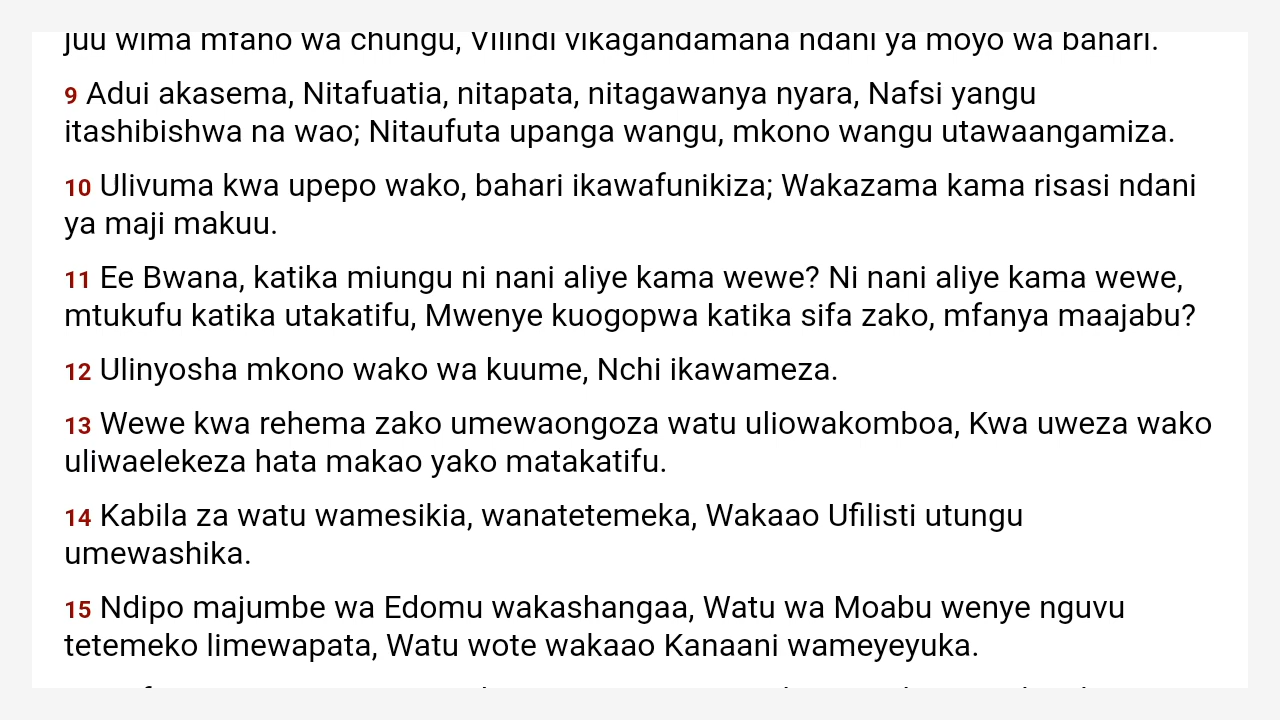 juu wima mfano wa chungu, Vilindi vikagandamana ndani ya moyo wa bahari.
9 Adui akasema, Nitafuatia, nitapata, nitagawanya nyara, Nafsi yangu
itashibishwa na wao; Nitaufuta upanga wangu, mkono wangu utawaangamiza.
10 Ulivuma kwa upepo wako, bahari ikawafunikiza; Wakazama kama risasi ndani
ya maji makuu.
11 Ee Bwana, katika miungu ni nani aliye kama wewe? Ni nani aliye kama wewe,
mtukufu katika utakatifu, Mwenye kuogopwa katika sifa zako, mfanya maajabu?
12 Ulinyosha mkono wako wa kuume, Nchi ikawameza.
13 Wewe kwa rehema zako umewaongoza watu uliowakomboa, Kwa uweza wako
uliwaelekeza hata makao yako matakatifu.
14 Kabila za watu wamesikia, wanatetemeka, Wakaao Ufilisti utungu
umewashika.
15 Ndipo majumbe wa Edomu wakashangaa, Watu wa Moabu wenye nguvu
tetemeko limewapata, Watu wote wakaao Kanaani wameyeyuka.